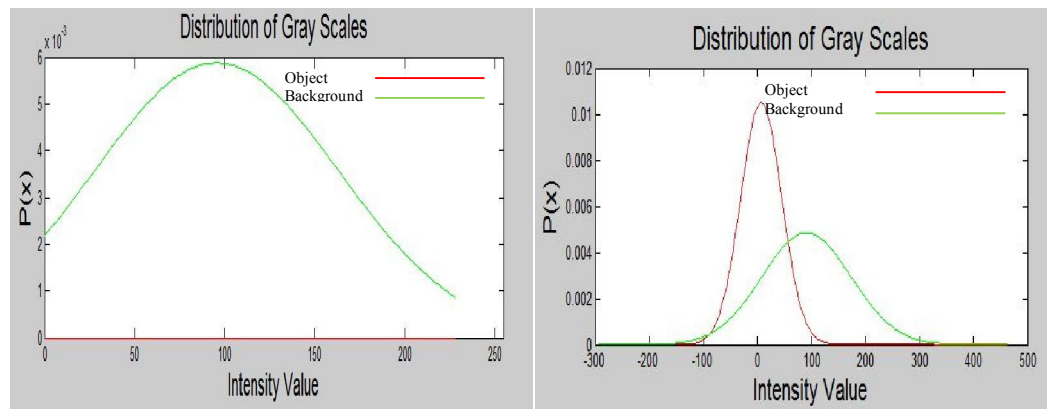 Distribution of Gray Scales
x 10⁻³
6
5
4
3
2
1
0
P(x)
Object
Background
0 50 100 150 200 250
Intensity Value
Distribution of Gray Scales
0.012
0.01
0.008
0.006
0.004
0.002
0
P(x)
Object
Background
-300 -200 -100 0 100 200 300 400 500
Intensity Value